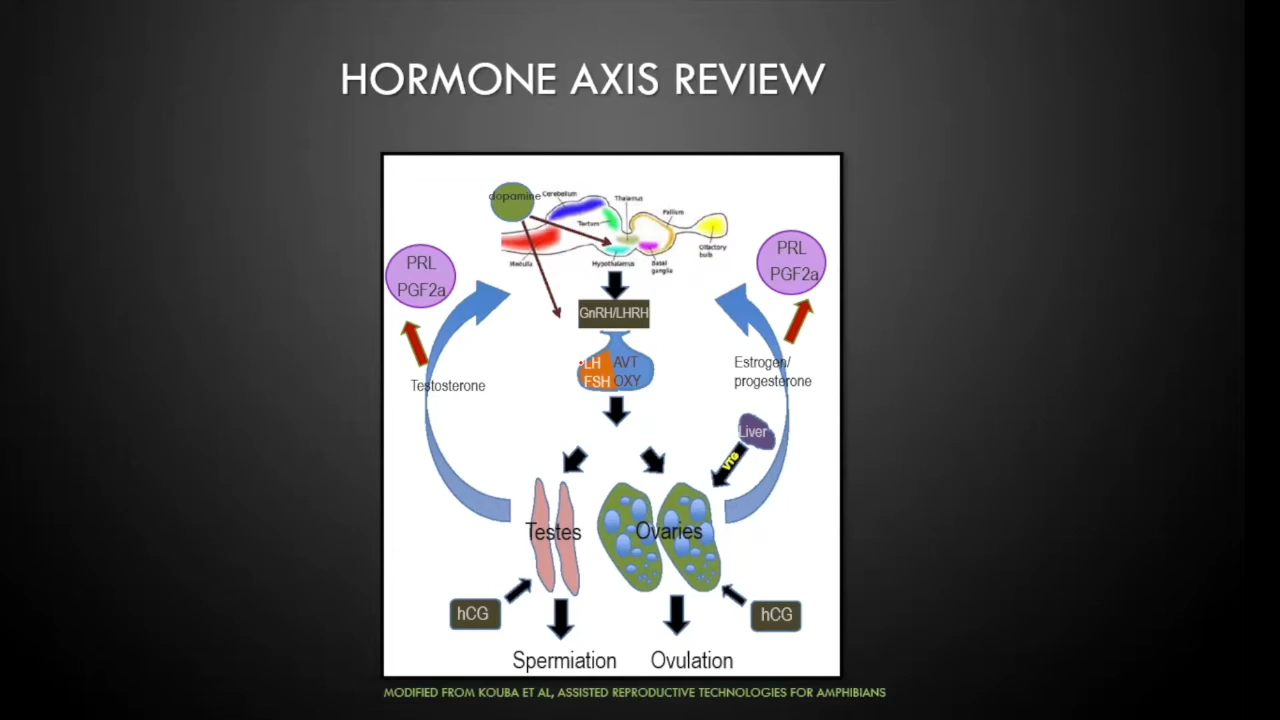 HORMONE AXIS REVIEW
dopamine
Cerebellum
Thalamus
Tectum
Pallium
Medulla
Hypothalamus
Basal
ganglia
Olfactory
bulb
PRL
PGF2a
PRL
PGF2a
GnRH/LHRH
LH
FSH
AVT
OXY
Testosterone
Estrogen/
progesterone
Liver
VTG
Testes
Ovaries
hCG
hCG
Spermiation
Ovulation
MODIFIED FROM KOUBA ET AL, ASSISTED REPRODUCTIVE TECHNOLOGIES FOR AMPHIBIANS